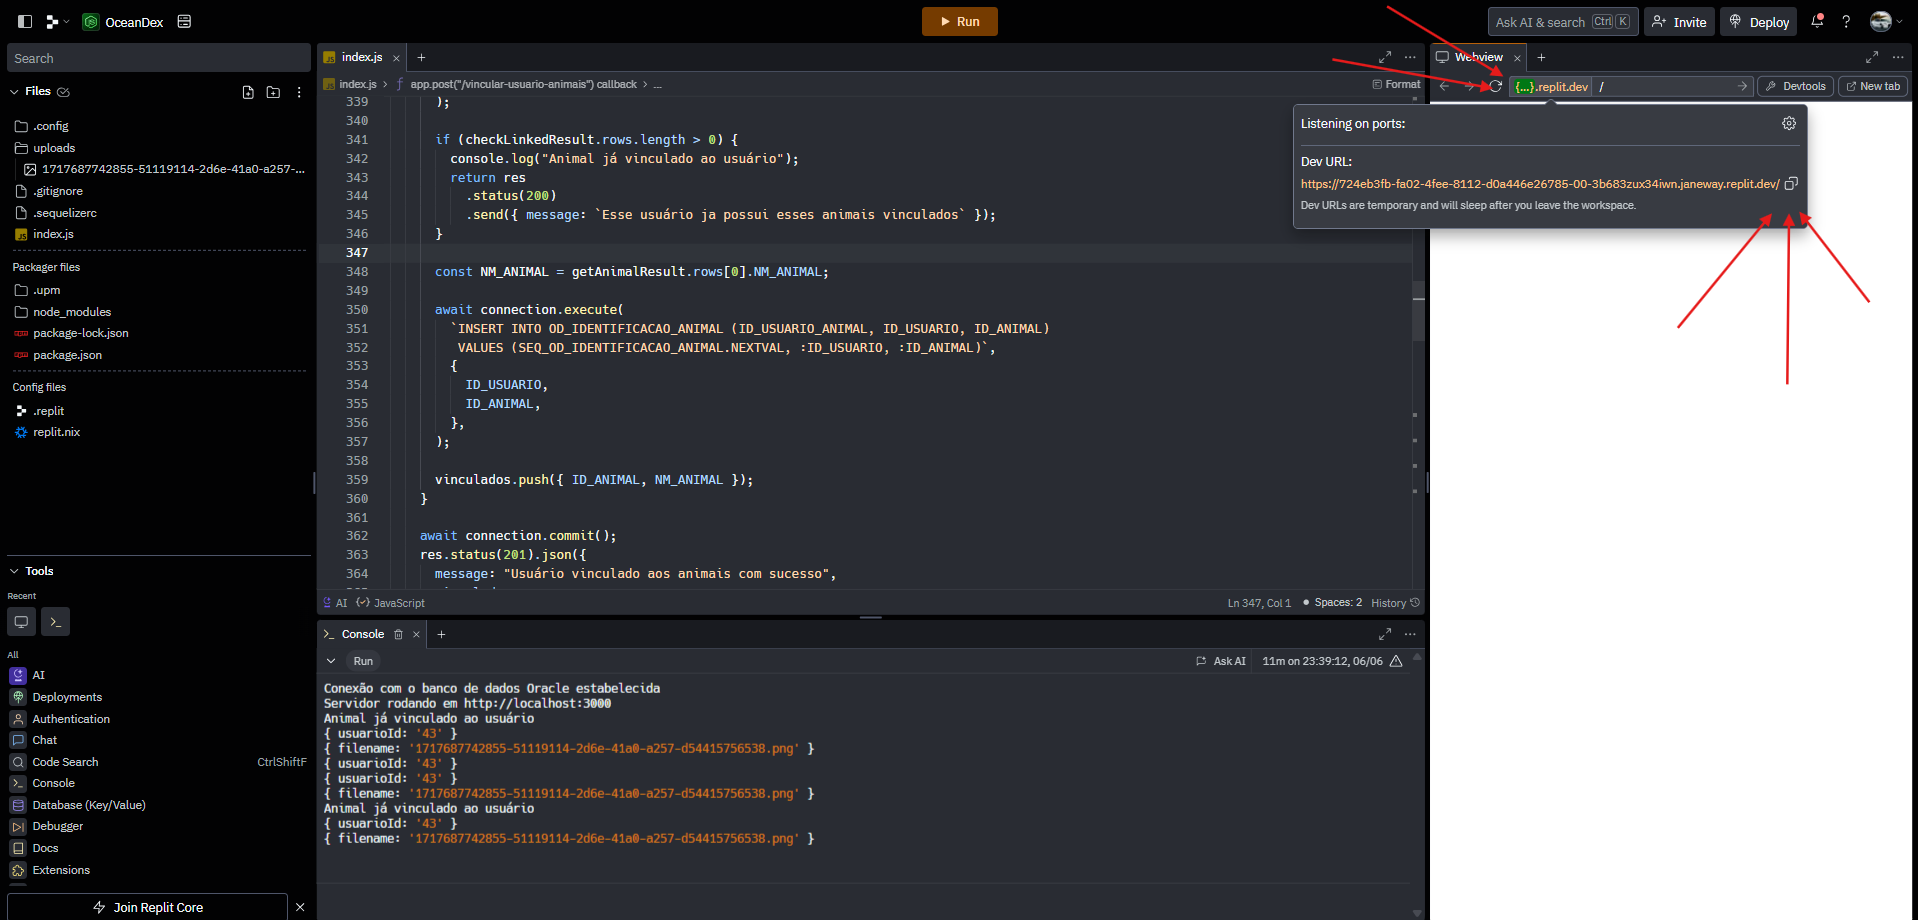 OceanDex
Run
Ask AI & search Ctrl K
Invite
Deploy
Search
Files
.config
uploads
1717687742855-51119114-2d6e-41a0-a257-...
.gitignore
.sequelizerc
index.js
Packager files
.upm
node_modules
package-lock.json
package.json
Config files
.replit
replit.nix
Tools
Recent
All
AI
Deployments
Authentication
Chat
Code Search CtrlShiftF
Console
Database (Key/Value)
Debugger
Docs
Extensions
Join Replit Core
index.js
index.js > app.post("/vincular-usuario-animais") callback > ...
Format
339 );
340
341 if (checkLinkedResult.rows.length > 0) {
342 console.log("Animal já vinculado ao usuário");
343 return res
344 .status(200)
345 .send({ message: `Esse usuário ja possui esses animais vinculados` });
346 }
347
348 const NM_ANIMAL = getAnimalResult.rows[0].NM_ANIMAL;
349
350 await connection.execute(
351 `INSERT INTO OD_IDENTIFICACAO_ANIMAL (ID_USUARIO_ANIMAL, ID_USUARIO, ID_ANIMAL)
352 VALUES (SEQ_OD_IDENTIFICACAO_ANIMAL.NEXTVAL, :ID_USUARIO, :ID_ANIMAL)`,
353 {
354 ID_USUARIO,
355 ID_ANIMAL,
356 },
357 );
358
359 vinculados.push({ ID_ANIMAL, NM_ANIMAL });
360 }
361
362 await connection.commit();
363 res.status(201).json({
364 message: "Usuário vinculado aos animais com sucesso",
AI JavaScript
Ln 347, Col 1 Spaces: 2 History
Console
Run
Ask AI 11m on 23:39:12, 06/06
Conexão com o banco de dados Oracle estabelecida
Servidor rodando em http://localhost:3000
Animal já vinculado ao usuário
{ usuarioId: '43' }
{ filename: '1717687742855-51119114-2d6e-41a0-a257-d54415756538.png' }
{ usuarioId: '43' }
{ usuarioId: '43' }
{ filename: '1717687742855-51119114-2d6e-41a0-a257-d54415756538.png' }
Animal já vinculado ao usuário
{ usuarioId: '43' }
{ filename: '1717687742855-51119114-2d6e-41a0-a257-d54415756538.png' }
Webview
{...}.replit.dev /
Devtools
New tab
Listening on ports:
Dev URL:
https://724eb3fb-fa02-4fee-8112-d0a446e26785-00-3b683zux34iwn.janeway.replit.dev/
Dev URLs are temporary and will sleep after you leave the workspace.